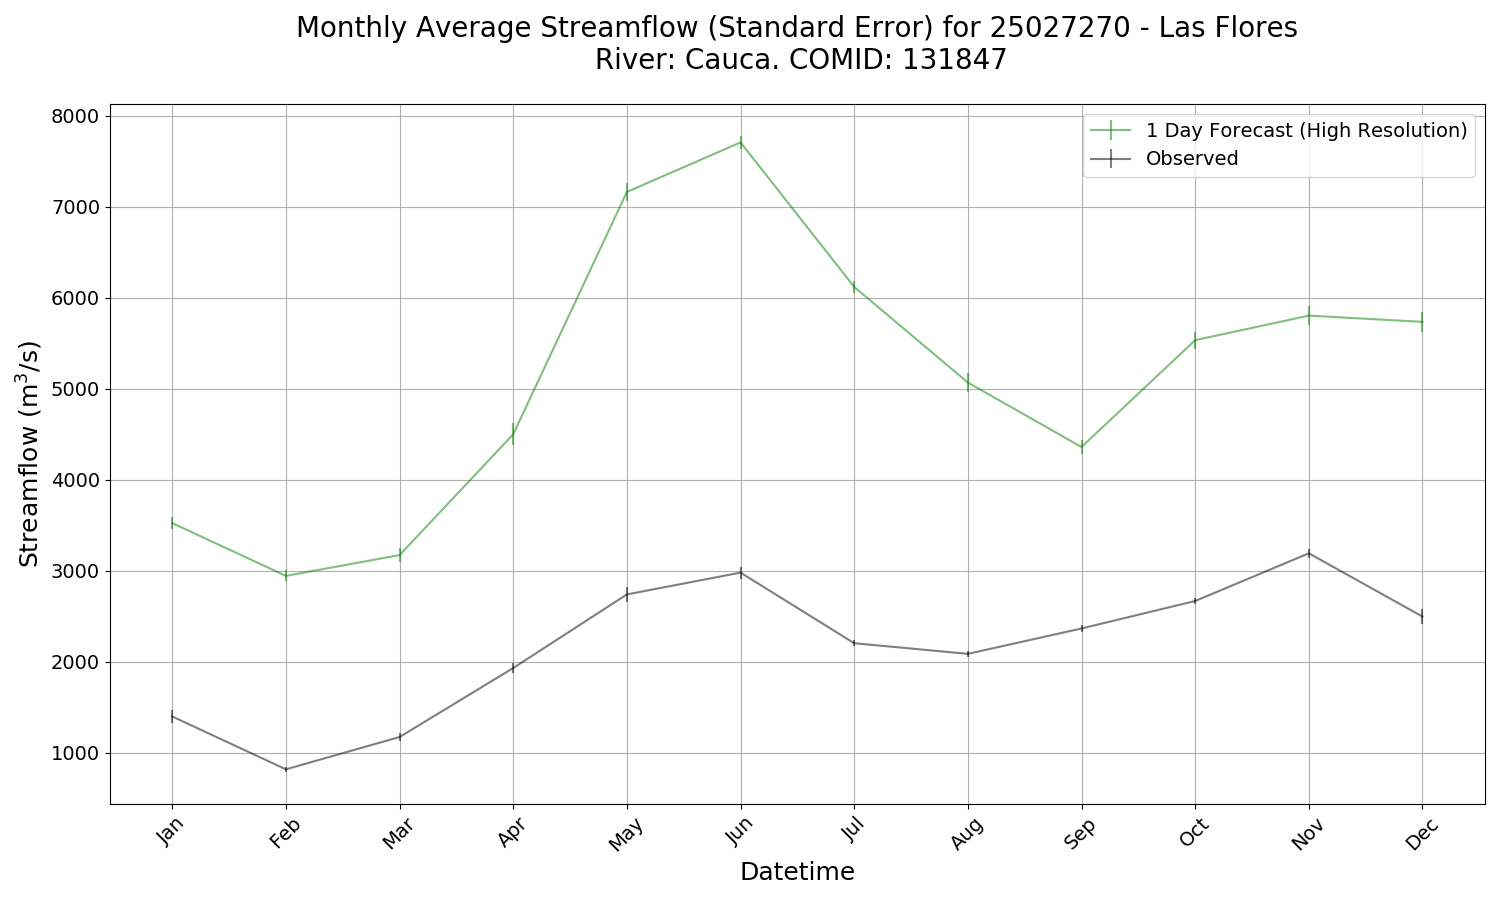 Monthly Average Streamflow (Standard Error) for 25027270 - Las Flores
River: Cauca. COMID: 131847
8000
7000
6000
5000
4000
3000
2000
1000
Streamflow (m³/s)
1 Day Forecast (High Resolution)
Observed
Jan
Feb
Mar
Apr
May
Jun
Jul
Aug
Sep
Oct
Nov
Dec
Datetime